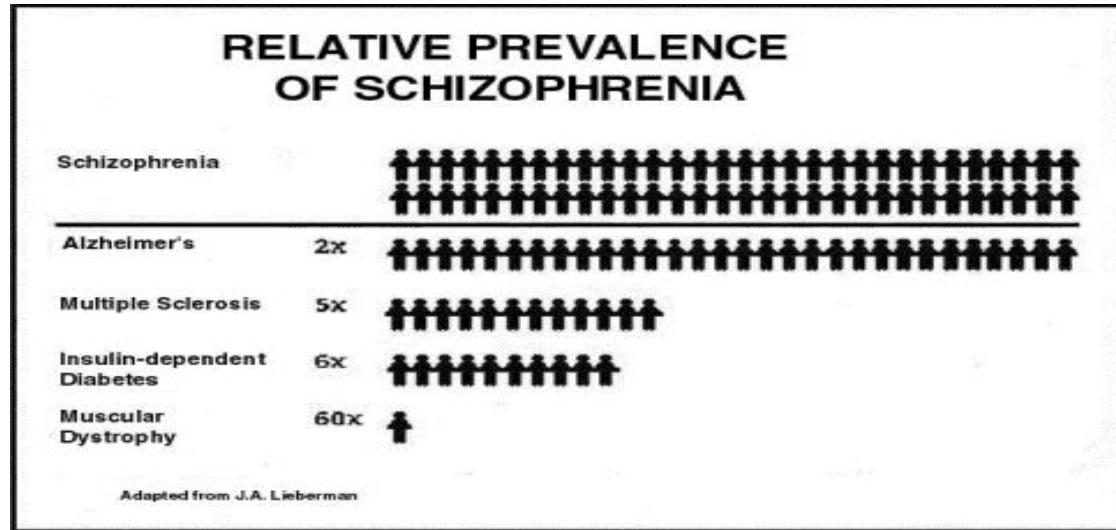 RELATIVE PREVALENCE
OF SCHIZOPHRENIA
Schizophrenia
Alzheimer's 2x
Multiple Sclerosis 5x
Insulin-dependent
Diabetes 6x
Muscular
Dystrophy 60x
Adapted from J.A. Lieberman